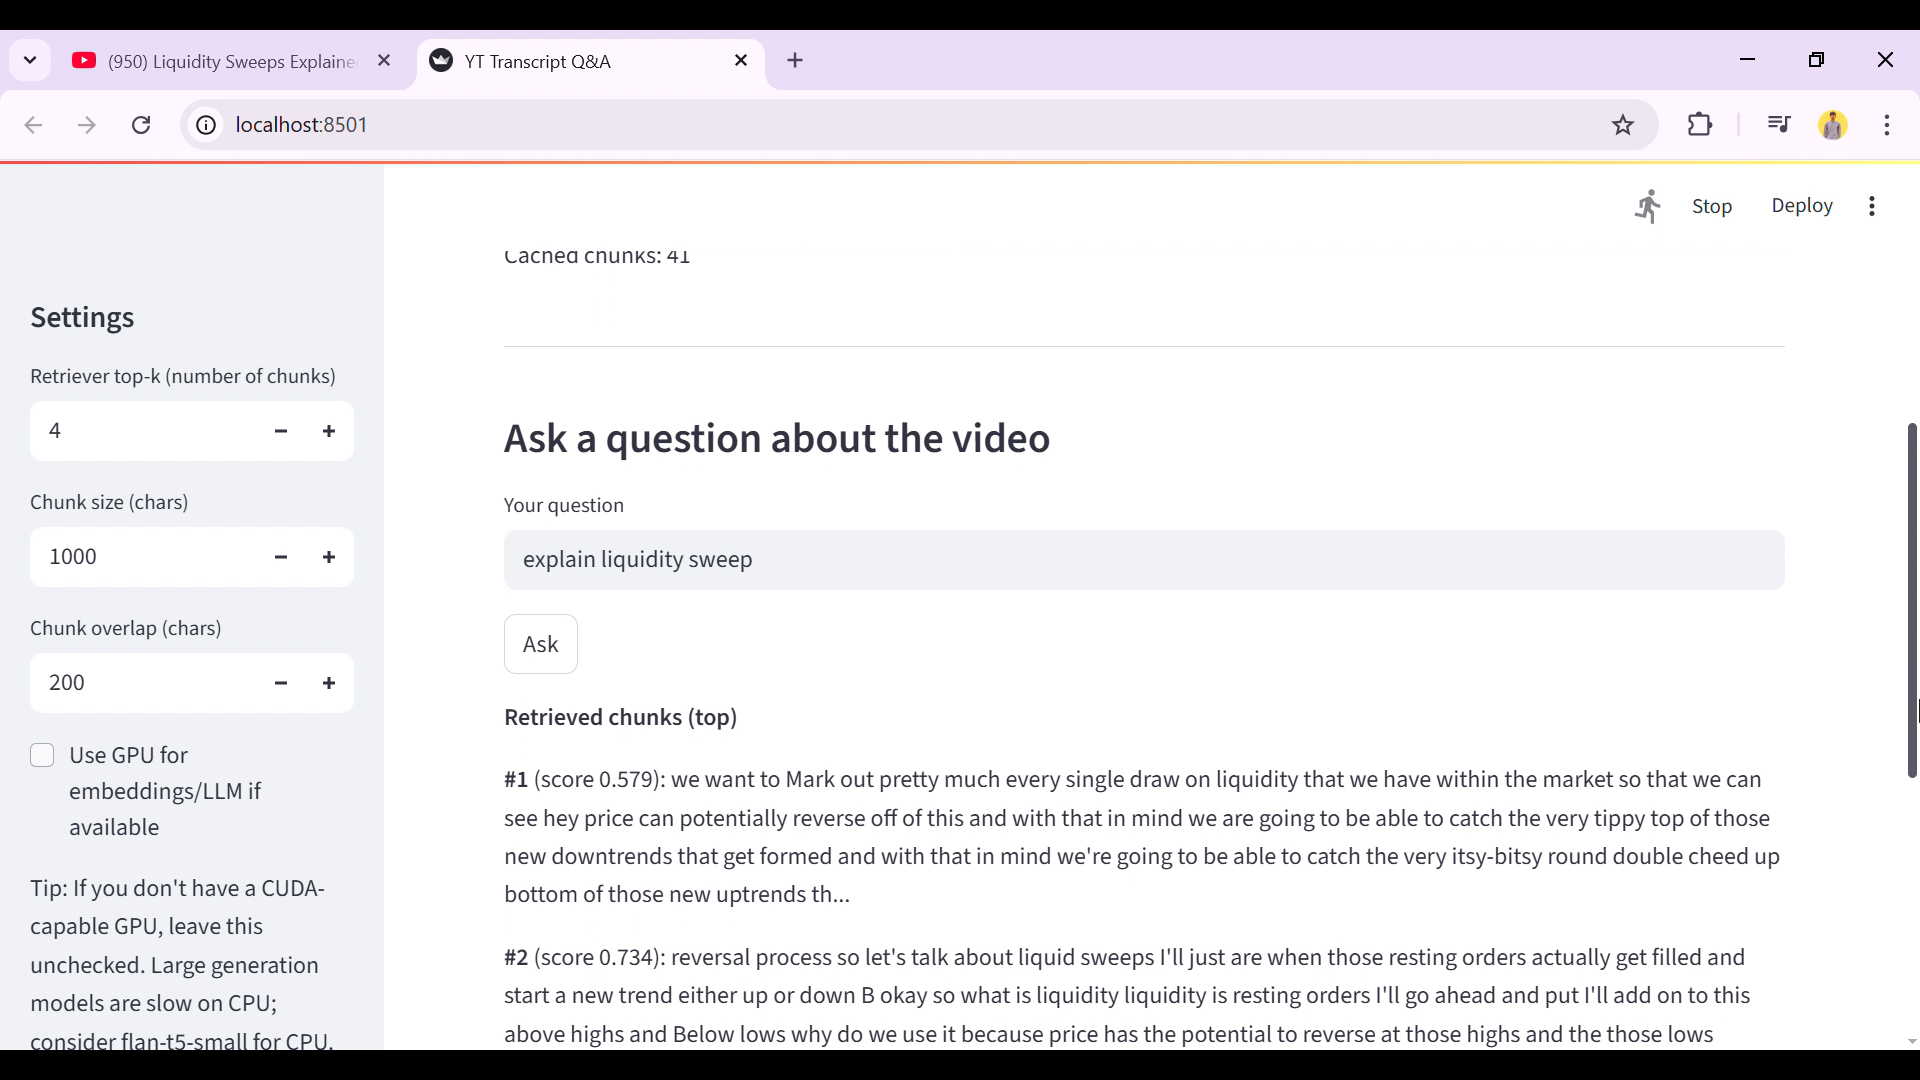 (950) Liquidity Sweeps Explaine
YT Transcript Q&A
localhost:8501
Stop
Deploy
Cached chunks: 41
Settings
Retriever top-k (number of chunks)
4
Chunk size (chars)
1000
Chunk overlap (chars)
200
Use GPU for
embeddings/LLM if
available
Tip: If you don't have a CUDA-
capable GPU, leave this
unchecked. Large generation
models are slow on CPU;
consider flan-t5-small for CPU.
Ask a question about the video
Your question
explain liquidity sweep
Ask
Retrieved chunks (top)
#1 (score 0.579): we want to Mark out pretty much every single draw on liquidity that we have within the market so that we can
see hey price can potentially reverse off of this and with that in mind we are going to be able to catch the very tippy top of those
new downtrends that get formed and with that in mind we're going to be able to catch the very itsy-bitsy round double cheed up
bottom of those new uptrends th...
#2 (score 0.734): reversal process so let's talk about liquid sweeps I'll just are when those resting orders actually get filled and
start a new trend either up or down B okay so what is liquidity liquidity is resting orders I'll go ahead and put I'll add on to this
above highs and Below lows why do we use it because price has the potential to reverse at those highs and the those lows